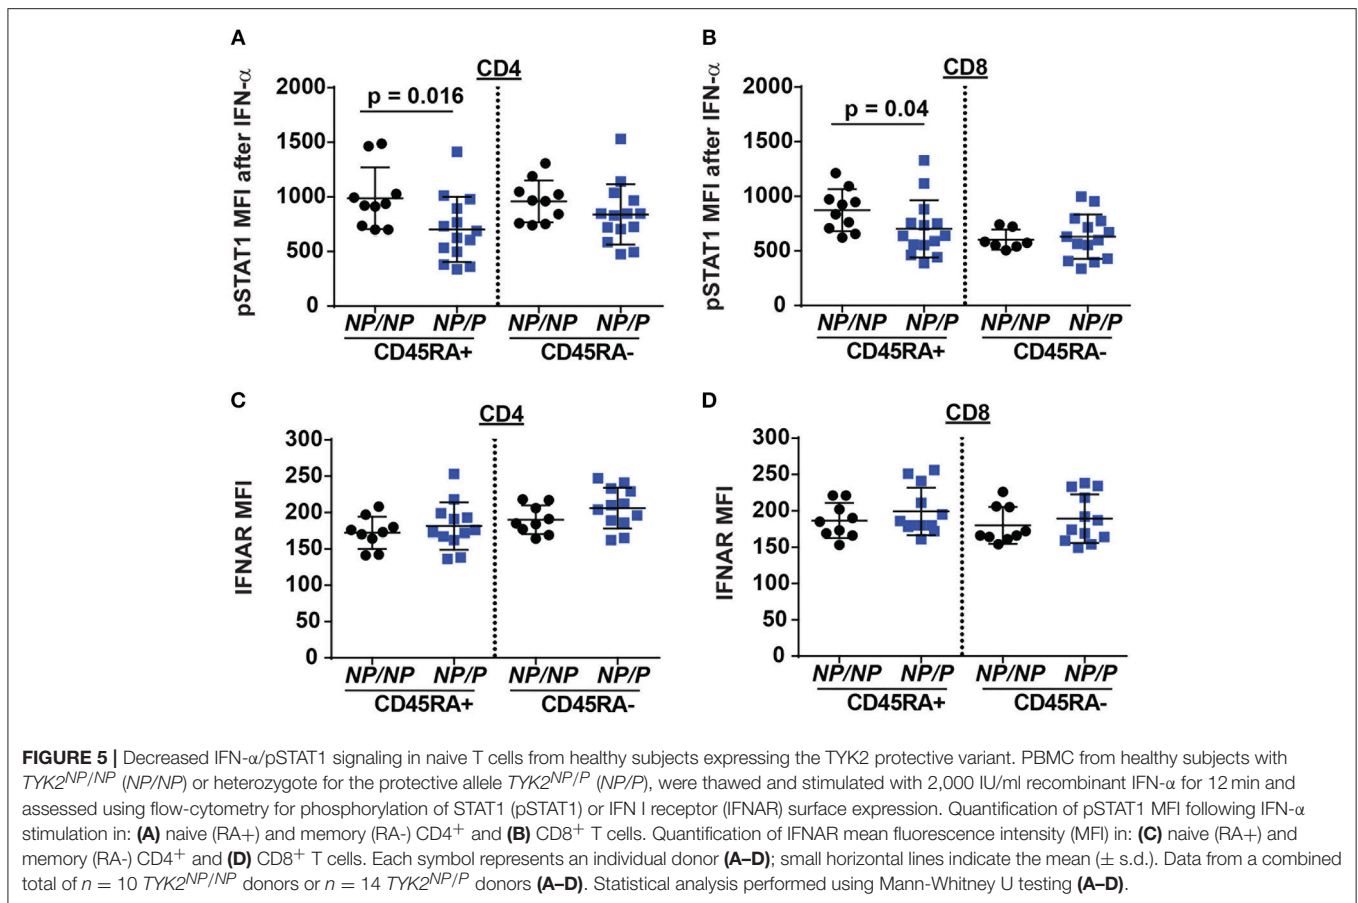 A
CD4
pSTAT1 MFI after IFN-α
2000
1500
1000
500
0
p = 0.016
NP/NP NP/P NP/NP NP/P
CD45RA+ CD45RA-
B
CD8
pSTAT1 MFI after IFN-α
2000
1500
1000
500
0
p = 0.04
NP/NP NP/P NP/NP NP/P
CD45RA+ CD45RA-
C
CD4
IFNAR MFI
300
250
200
150
100
50
0
NP/NP NP/P NP/NP NP/P
CD45RA+ CD45RA-
D
CD8
IFNAR MFI
300
250
200
150
100
50
0
NP/NP NP/P NP/NP NP/P
CD45RA+ CD45RA-
FIGURE 5 | Decreased IFN-α/pSTAT1 signaling in naive T cells from healthy subjects expressing the TYK2 protective variant. PBMC from healthy subjects with
TYK2^NP/NP (NP/NP) or heterozygote for the protective allele TYK2^NP/P (NP/P), were thawed and stimulated with 2,000 IU/ml recombinant IFN-α for 12 min and
assessed using flow-cytometry for phosphorylation of STAT1 (pSTAT1) or IFN I receptor (IFNAR) surface expression. Quantification of pSTAT1 MFI following IFN-α
stimulation in: (A) naive (RA+) and memory (RA-) CD4+ and (B) CD8+ T cells. Quantification of IFNAR mean fluorescence intensity (MFI) in: (C) naive (RA+) and
memory (RA-) CD4+ and (D) CD8+ T cells. Each symbol represents an individual donor (A–D); small horizontal lines indicate the mean (± s.d.). Data from a combined
total of n = 10 TYK2^NP/NP donors or n = 14 TYK2^NP/P donors (A–D). Statistical analysis performed using Mann-Whitney U testing (A–D).